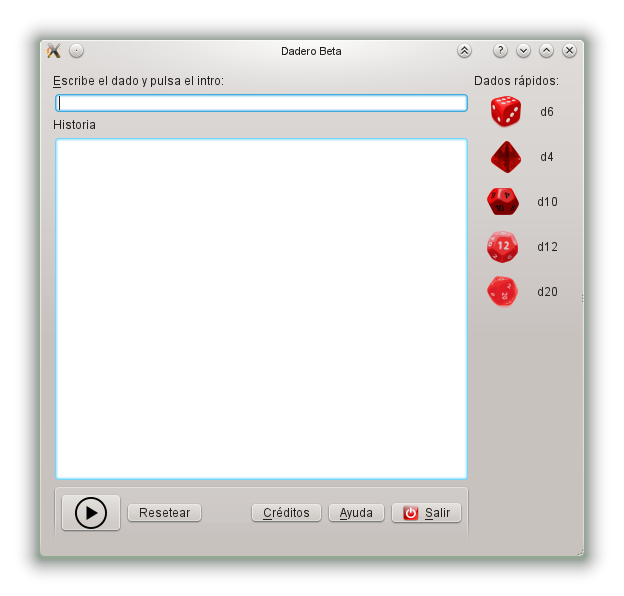 Dadero Beta
Escribe el dado y pulsa el intro:
Historia
Dados rápidos:
d6
d4
d10
12
d12
20
d20
Resetear
Créditos
Ayuda
Salir